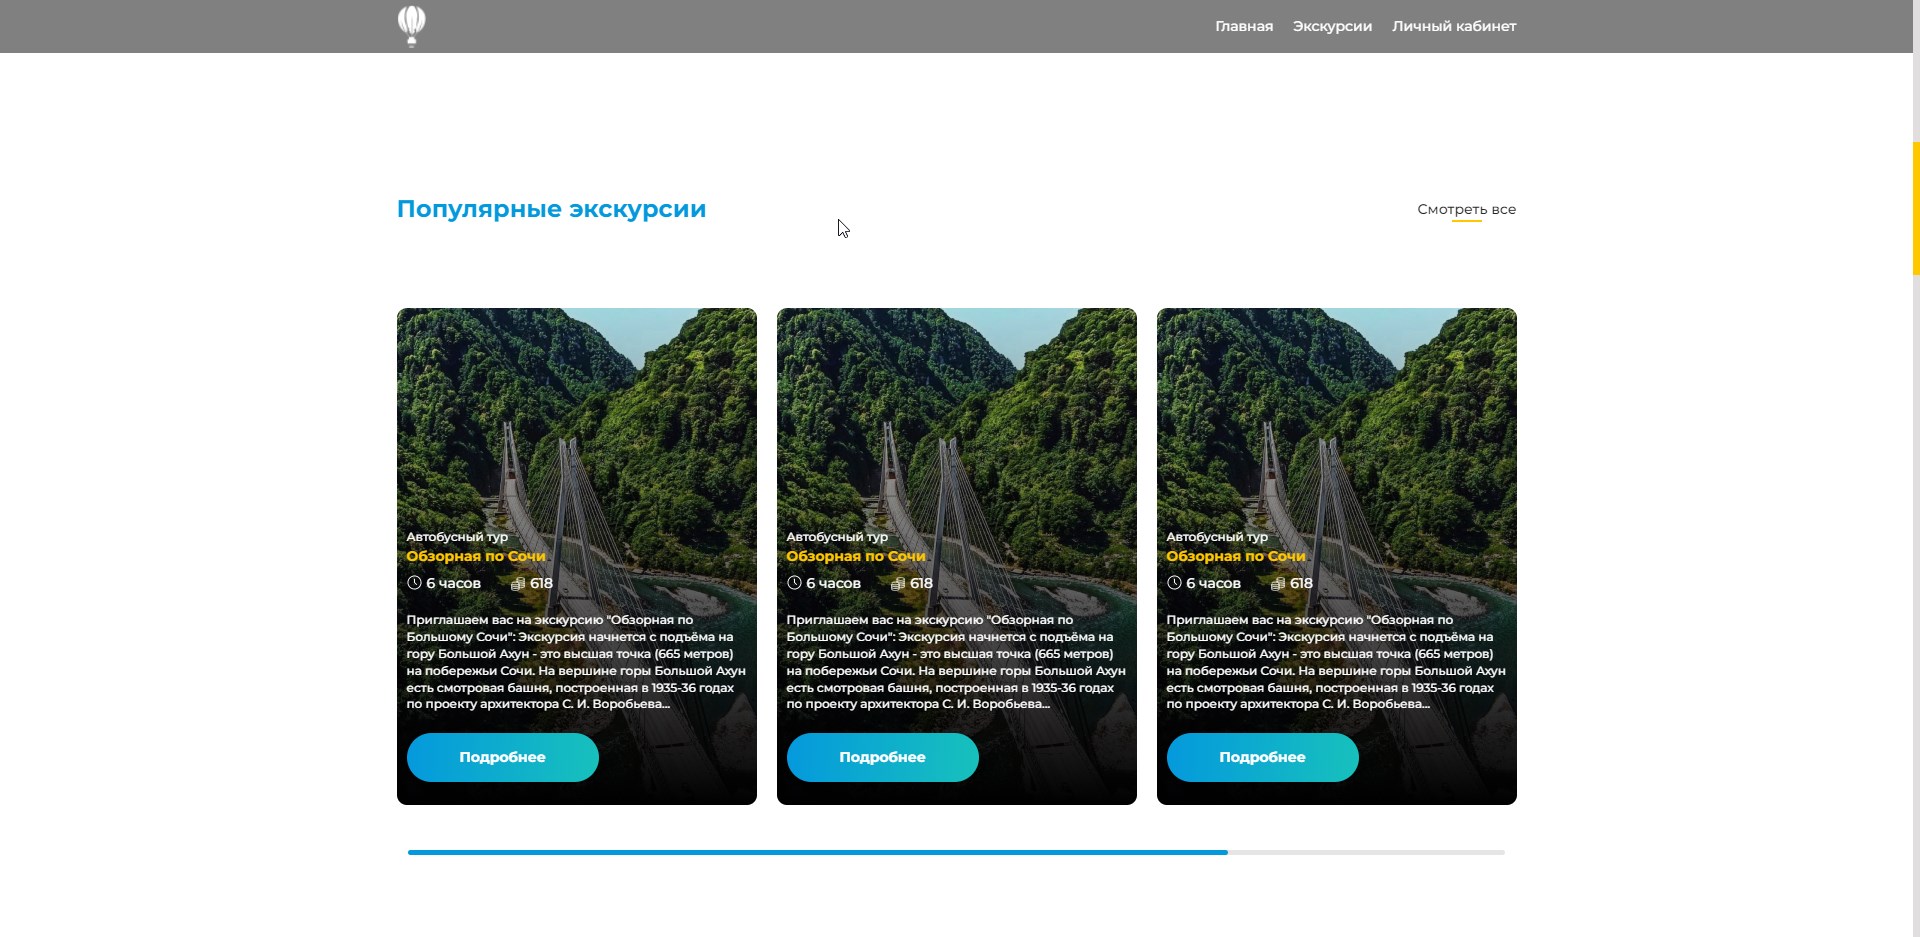 Главная Экскурсии Личный кабинет
Популярные экскурсии
Смотреть все
Автобусный тур
Обзорная по Сочи
6 часов 618
Приглашаем вас на экскурсию "Обзорная по
Большому Сочи": Экскурсия начнется с подъёма на
гору Большой Ахун - это высшая точка (665 метров)
на побережьи Сочи. На вершине горы Большой Ахун
есть смотровая башня, построенная в 1935-36 годах
по проекту архитектора С. И. Воробьева...
Подробнее
Автобусный тур
Обзорная по Сочи
6 часов 618
Приглашаем вас на экскурсию "Обзорная по
Большому Сочи": Экскурсия начнется с подъёма на
гору Большой Ахун - это высшая точка (665 метров)
на побережьи Сочи. На вершине горы Большой Ахун
есть смотровая башня, построенная в 1935-36 годах
по проекту архитектора С. И. Воробьева...
Подробнее
Автобусный тур
Обзорная по Сочи
6 часов 618
Приглашаем вас на экскурсию "Обзорная по
Большому Сочи": Экскурсия начнется с подъёма на
гору Большой Ахун - это высшая точка (665 метров)
на побережьи Сочи. На вершине горы Большой Ахун
есть смотровая башня, построенная в 1935-36 годах
по проекту архитектора С. И. Воробьева...
Подробнее